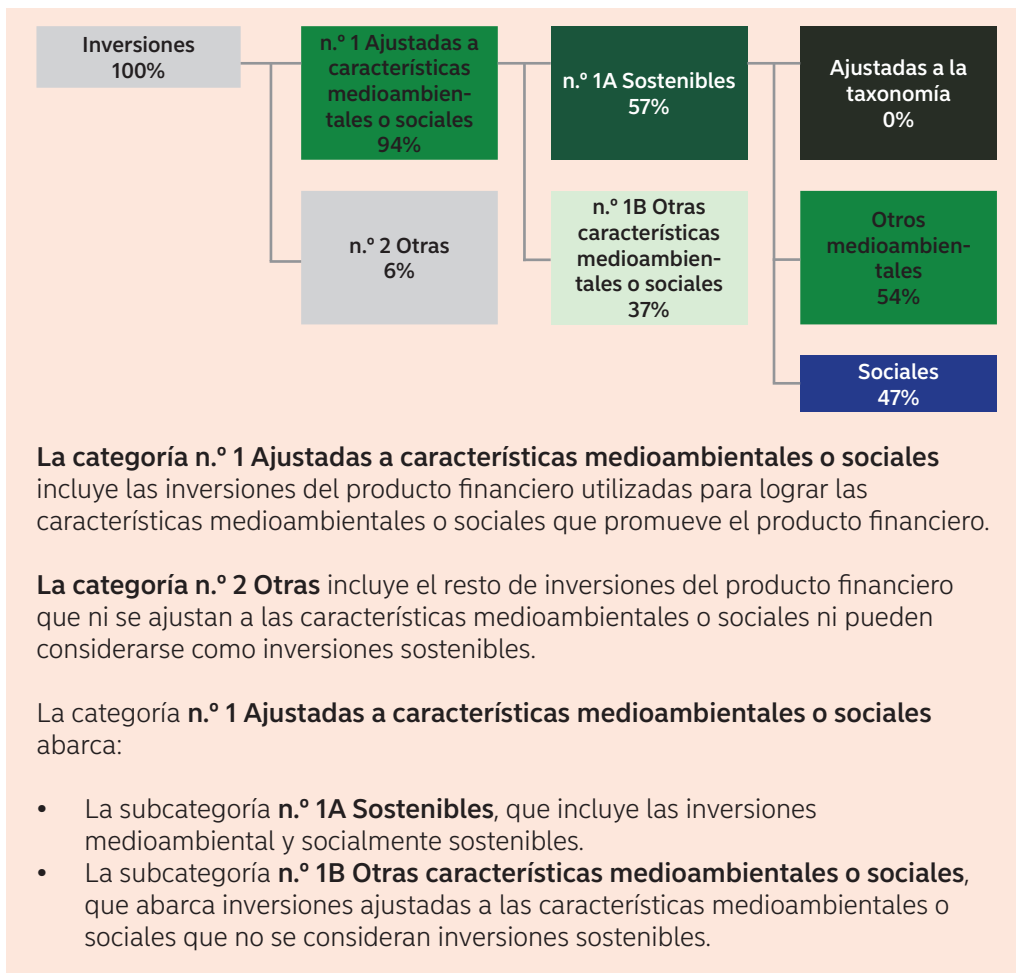 Inversiones
100%
n.º 1 Ajustadas a
características
medioambien-
tales o sociales
94%
n.º 2 Otras
6%
n.º 1A Sostenibles
57%
n.º 1B Otras
características
medioambien-
tales o sociales
37%
Ajustadas a la
taxonomía
0%
Otros
medioambien-
tales
54%
Sociales
47%
La categoría n.º 1 Ajustadas a características medioambientales o sociales
incluye las inversiones del producto financiero utilizadas para lograr las
características medioambientales o sociales que promueve el producto financiero.
La categoría n.º 2 Otras incluye el resto de inversiones del producto financiero
que ni se ajustan a las características medioambientales o sociales ni pueden
considerarse como inversiones sostenibles.
La categoría n.º 1 Ajustadas a características medioambientales o sociales
abarca:
• La subcategoría n.º 1A Sostenibles, que incluye las inversiones
medioambiental y socialmente sostenibles.
• La subcategoría n.º 1B Otras características medioambientales o sociales,
que abarca inversiones ajustadas a las características medioambientales o
sociales que no se consideran inversiones sostenibles.